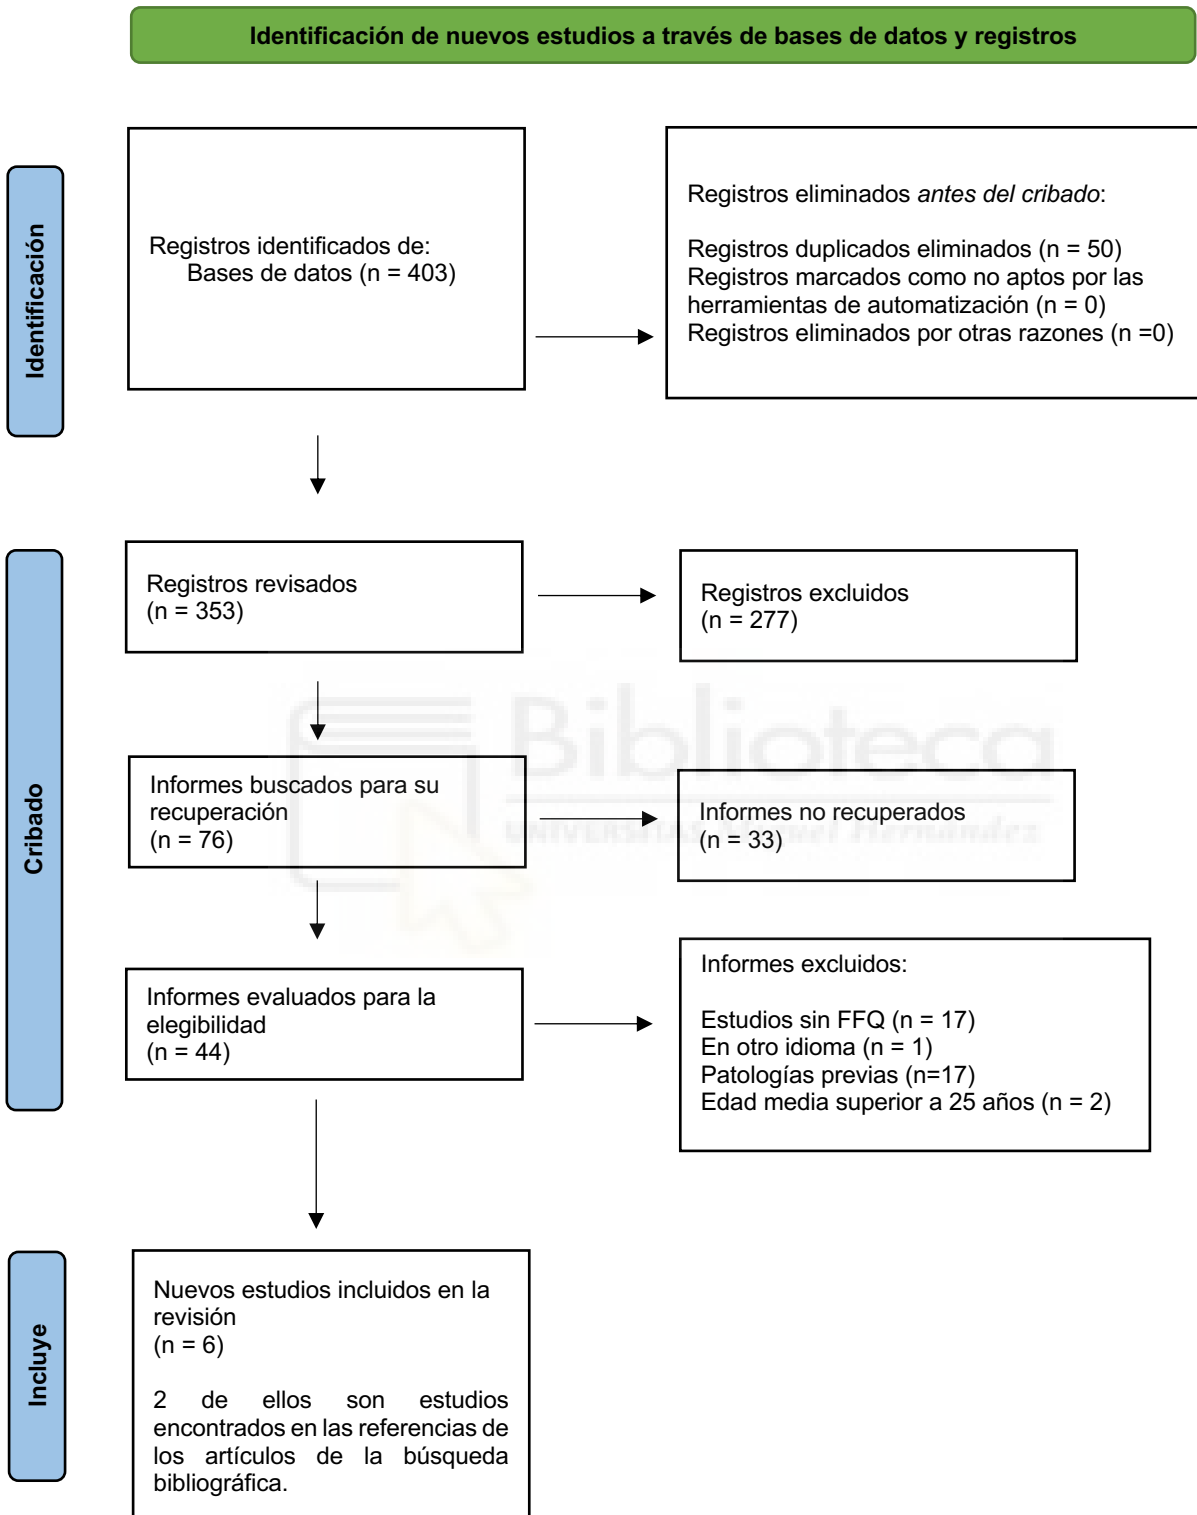 Identificación de nuevos estudios a través de bases de datos y registros
Identificación
Registros identificados de:
Bases de datos (n = 403)
Registros eliminados antes del cribado:
Registros duplicados eliminados (n = 50)
Registros marcados como no aptos por las
herramientas de automatización (n = 0)
Registros eliminados por otras razones (n =0)
Cribado
Registros revisados
(n = 353)
Registros excluidos
(n = 277)
Biblioteca
UNIVERSITAS Miguel Hernández
Informes buscados para su
recuperación
(n = 76)
Informes no recuperados
(n = 33)
Informes evaluados para la
elegibilidad
(n = 44)
Informes excluidos:
Estudios sin FFQ (n = 17)
En otro idioma (n = 1)
Patologías previas (n=17)
Edad media superior a 25 años (n = 2)
Incluye
Nuevos estudios incluidos en la
revisión
(n = 6)
2 de ellos son estudios
encontrados en las referencias de
los artículos de la búsqueda
bibliográfica.